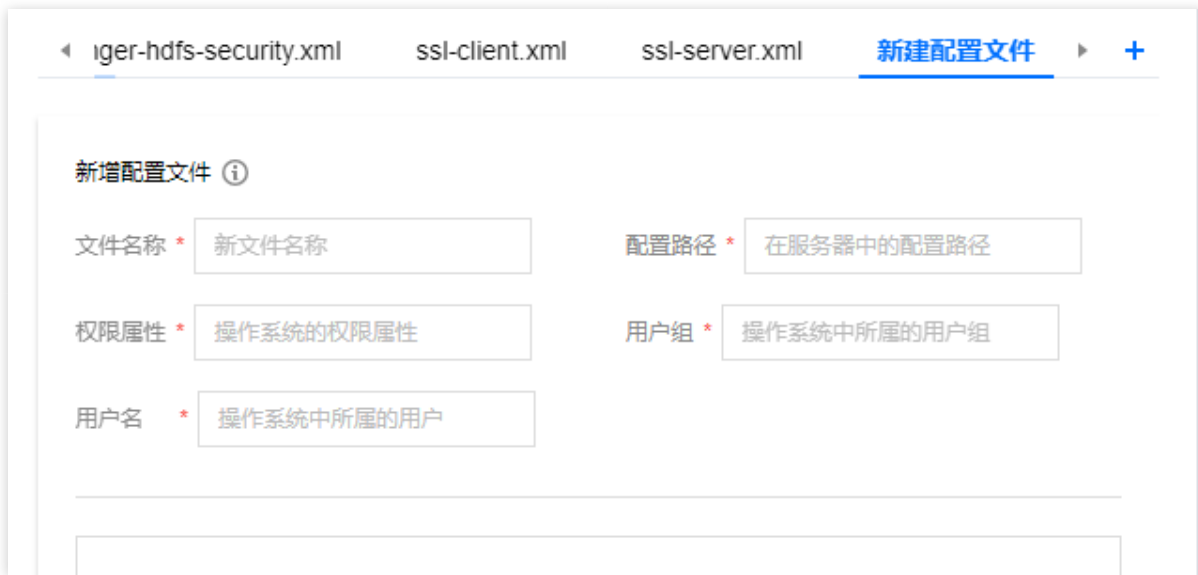 nger-hdfs-security.xml ssl-client.xml ssl-server.xml 新建配置文件 +
新增配置文件
文件名称 * 新文件名称 配置路径 * 在服务器中的配置路径
权限属性 * 操作系统的权限属性 用户组 * 操作系统中所属的用户组
用户名 * 操作系统中所属的用户